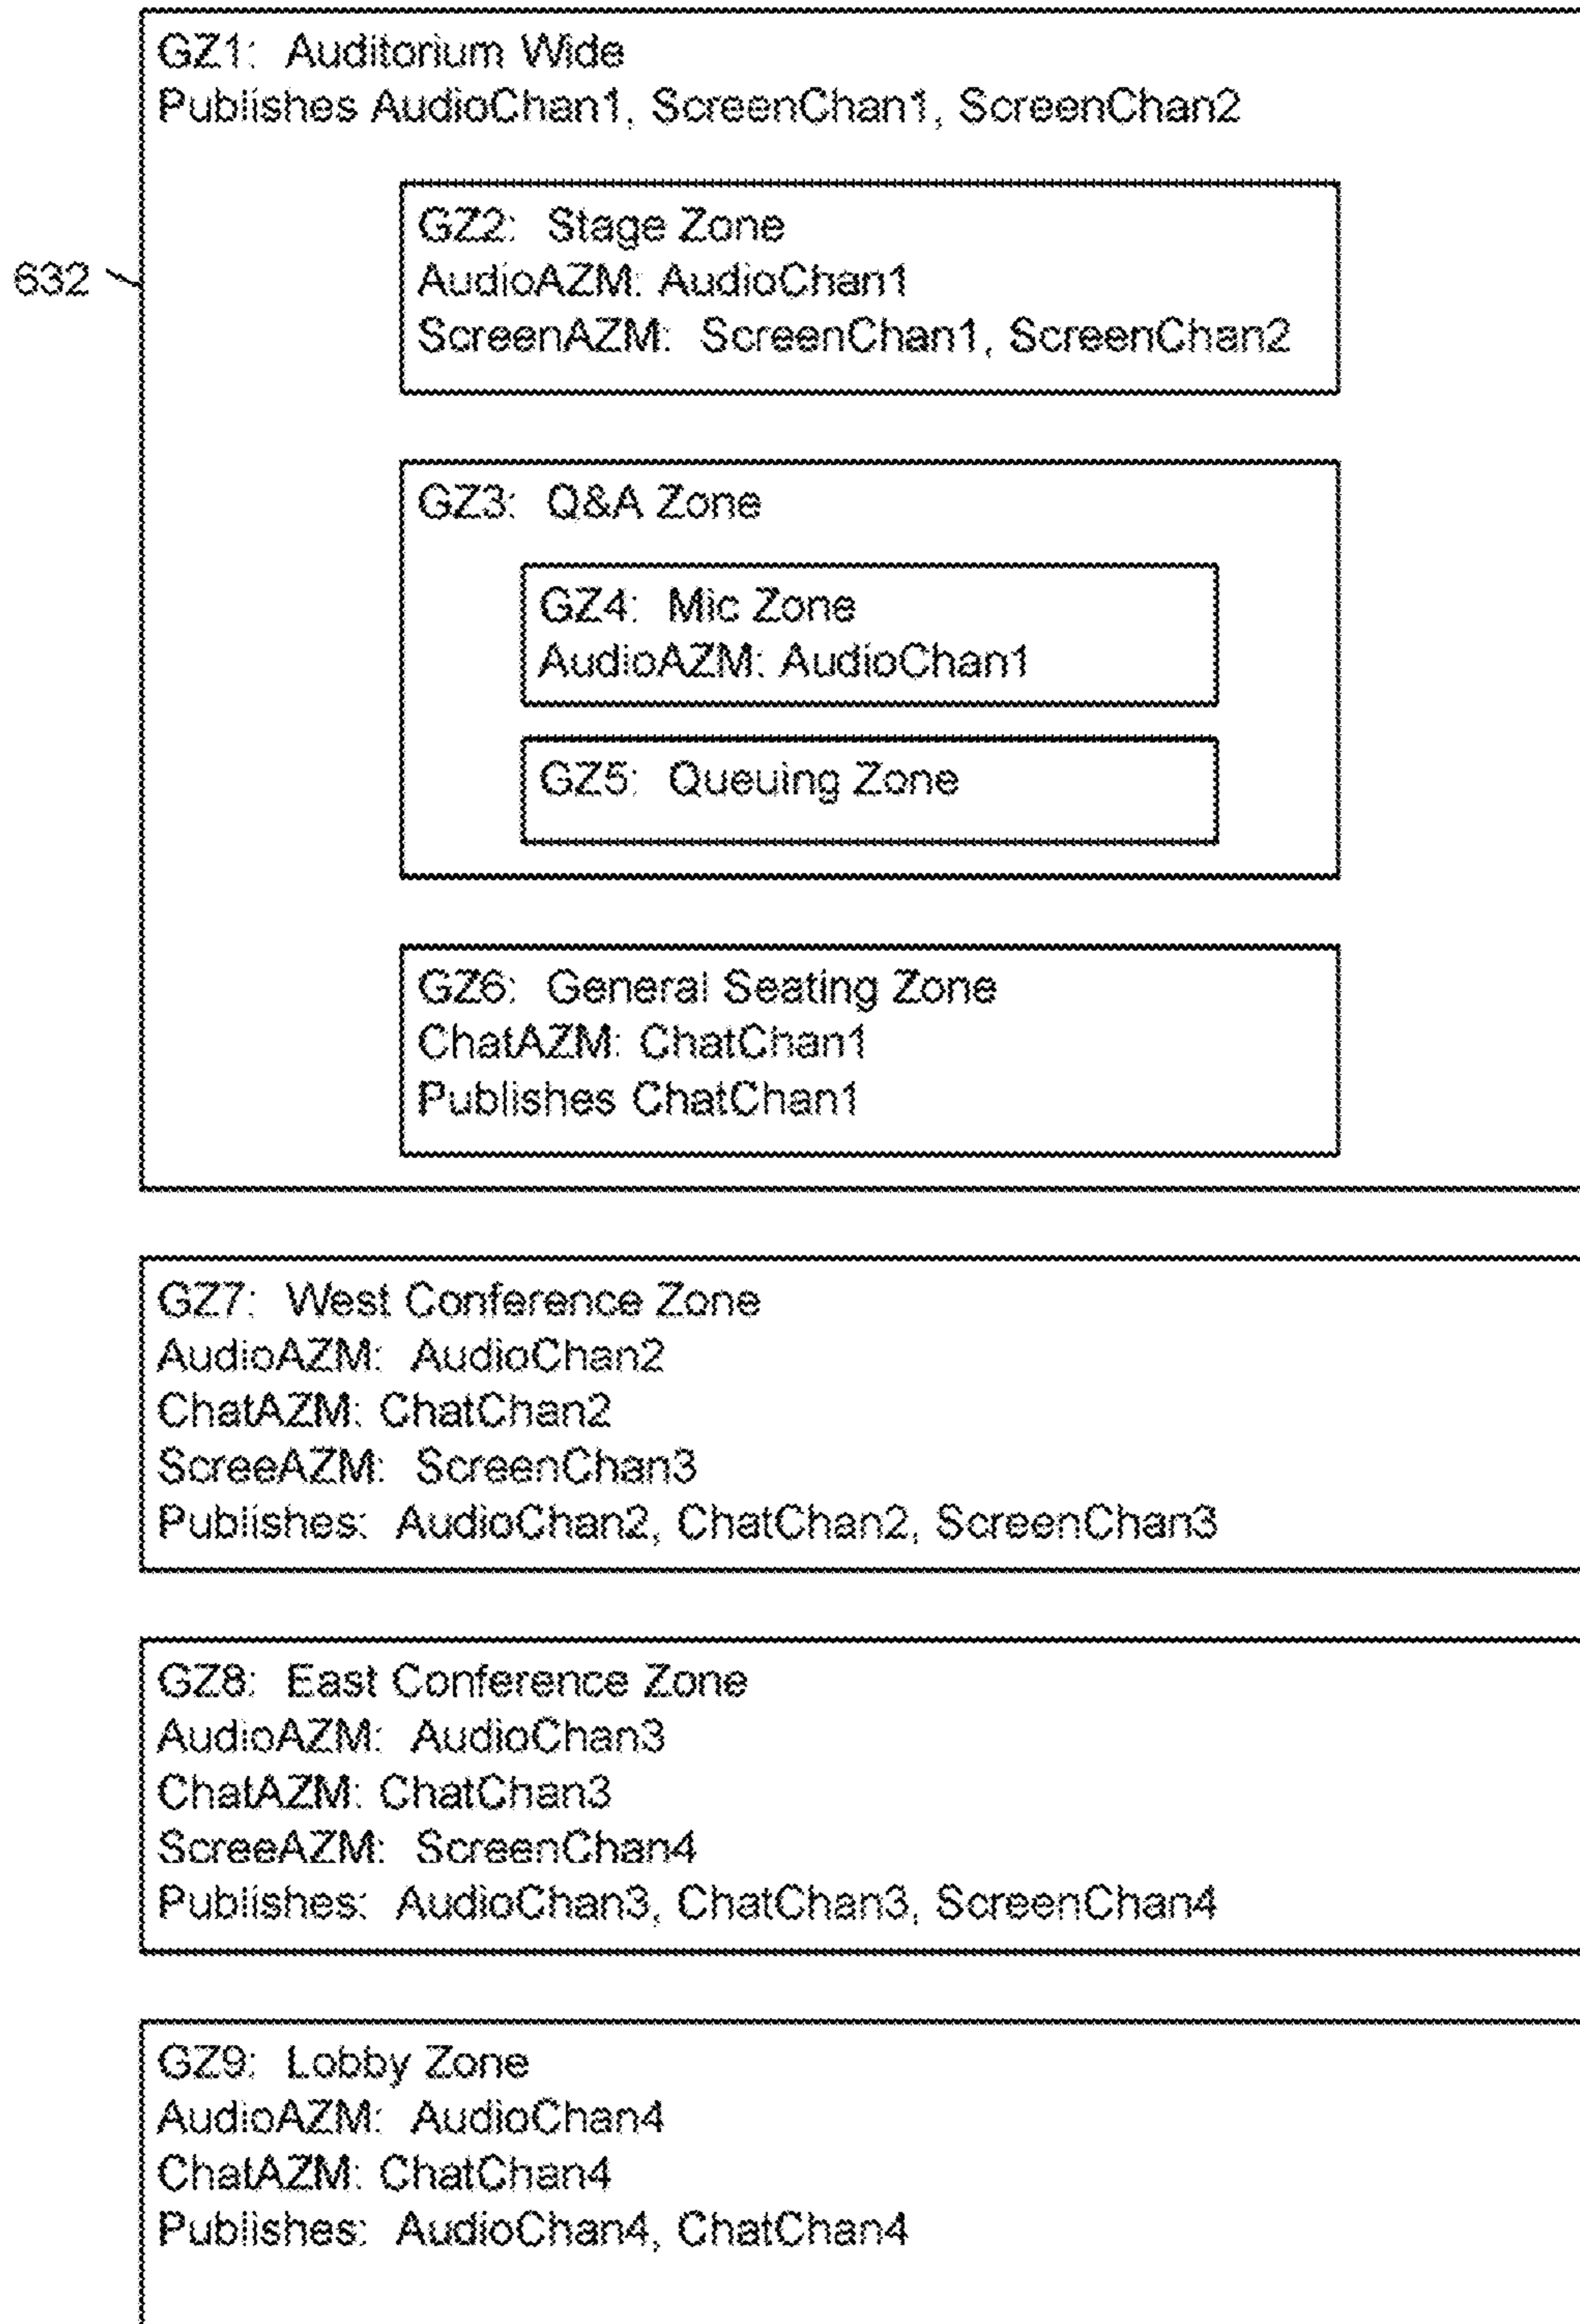 GZ1: Auditorium Wide
Publishes AudioChan1, ScreenChan1, ScreenChan2
GZ2: Stage Zone
632
AudioAZM: AudioChan1
ScreenAZM: ScreenChan1, ScreenChan2
GZ3: Q&A Zone
GZ4: Mic Zone
AudioAZM: AudioChan1
GZ5: Queuing Zone
GZ6: General Seating Zone
ChatAZM: ChatChan1
Publishes ChatChan1
GZ7: West Conference Zone
AudioAZM: AudioChan2
ChatAZM: ChatChan2
ScreeAZM: ScreenChan3
Publishes: AudioChan2, ChatChan2, ScreenChan3
GZ8: East Conference Zone
AudioAZM: AudioChan3
ChatAZM: ChatChan3
ScreeAZM: ScreenChan4
Publishes: AudioChan3, ChatChan3, ScreenChan4
GZ9: Lobby Zone
AudioAZM: AudioChan4
ChatAZM: ChatChan4
Publishes: AudioChan4, ChatChan4